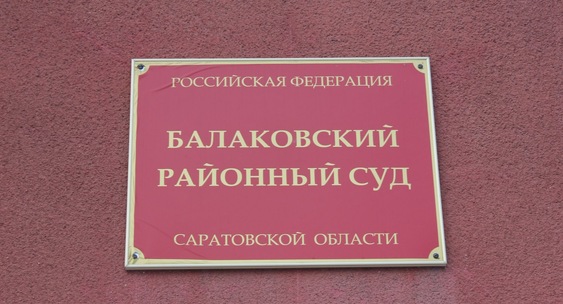 РОССИЙСКАЯ ФЕДЕРАЦИЯ
БАЛАКОВСКИЙ
РАЙОННЫЙ СУД
САРАТОВСКОЙ ОБЛАСТИ